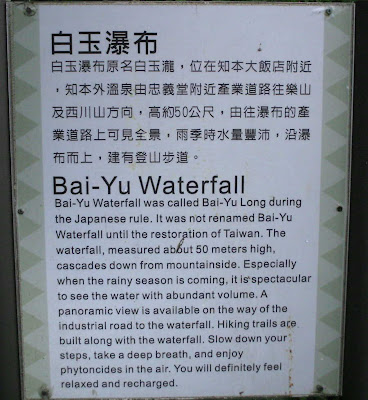 白玉瀑布
白玉瀑布原名白玉瀧，位在知本大飯店附近
，知本外溫泉由忠義堂附近產業道路往樂山
及西川山方向，高約50公尺，由往瀑布的產
業道路上可見全景，雨季時水量豐沛，沿瀑
布而上，建有登山步道。
Bai-Yu Waterfall
Bai-Yu Waterfall was called Bai-Yu Long during
the Japanese rule. It was not renamed Bai-Yu
Waterfall until the restoration of Taiwan. The
waterfall, measured about 50 meters high,
cascades down from mountainside. Especially
when the rainy season is coming, it is spectacular
to see the water with abundant volume. A
panoramic view is available on the way of the
industrial road to the waterfall. Hiking trails are
built along with the waterfall. Slow down your
steps, take a deep breath, and enjoy
phytoncides in the air. You will definitely feel
relaxed and recharged.